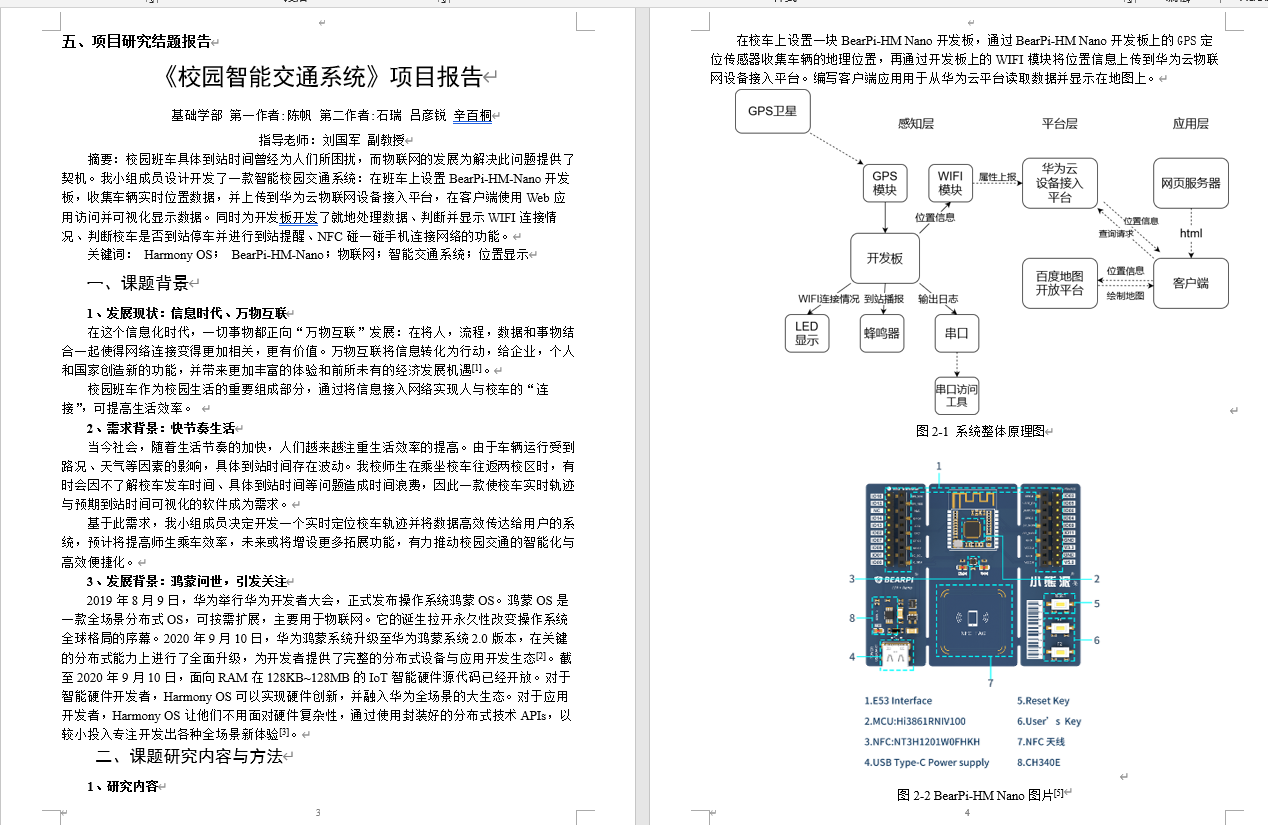 五、项目研究结题报告
《校园智能交通系统》项目报告
基础学部 第一作者:陈帆 第二作者:石瑞 吕彦锐 辛百桐
指导老师：刘国军 副教授
摘要：校园班车具体到站时间曾经为人们所困扰，而物联网的发展为解决此问题提供了
契机。我小组成员设计开发了一款智能校园交通系统：在班车上设置 BearPi-HM-Nano 开发
板，收集车辆实时位置数据，并上传到华为云物联网设备接入平台，在客户端使用 Web 应
用访问并可视化显示数据。同时为开发板开发了就地处理数据、判断并显示 WIFI 连接情
况、判断校车是否到站停车并进行到站提醒、NFC 碰一碰手机连接网络的功能。
关键词： Harmony OS； BearPi-HM-Nano；物联网；智能交通系统；位置显示
一、课题背景
1、发展现状：信息时代、万物互联
在这个信息化时代，一切事物都正向“万物互联”发展：在将人，流程，数据和事物结
合一起使得网络连接变得更加相关，更有价值。万物互联将信息转化为行动，给企业，个人
和国家创造新的功能，并带来更加丰富的体验和前所未有的经济发展机遇[1]。
校园班车作为校园生活的重要组成部分，通过将信息接入网络实现人与校车的“连
接”，可提高生活效率。
2、需求背景：快节奏生活
当今社会，随着生活节奏的加快，人们越来越注重生活效率的提高。由于车辆运行受到
路况、天气等因素的影响，具体到站时间存在波动。我校师生在乘坐校车往返两校区时，有
时会因不了解校车发车时间、具体到站时间等问题造成时间浪费，因此一款使校车实时轨迹
与预期到站时间可视化的软件成为需求。
基于此需求，我小组成员决定开发一个实时定位校车轨迹并将数据高效传达给用户的系
统，预计将提高师生乘车效率，未来或将增设更多拓展功能，有力推动校园交通的智能化与
高效便捷化。
3、发展背景：鸿蒙问世，引发关注
2019 年 8 月 9 日，华为举行华为开发者大会，正式发布操作系统鸿蒙 OS。鸿蒙 OS 是
一款全场景分布式 OS，可按需扩展，主要用于物联网。它的诞生拉开永久性改变操作系统
全球格局的序幕。2020 年 9 月 10 日，华为鸿蒙系统升级至华为鸿蒙系统 2.0 版本，在关键
的分布式能力上进行了全面升级，为开发者提供了完整的分布式设备与应用开发生态[2]。截
至 2020 年 9 月 10 日，面向 RAM 在 128KB~128MB 的 IoT 智能硬件源代码已经开放。对于
智能硬件开发者，Harmony OS 可以实现硬件创新，并融入华为全场景的大生态。对于应用
开发者，Harmony OS 让他们不用面对硬件复杂性，通过使用封装好的分布式技术 APIs，以
较小投入专注开发出各种全场景新体验[3]。
二、课题研究内容与方法
1、研究内容
3
在校车上设置一块 BearPi-HM Nano 开发板，通过 BearPi-HM Nano 开发板上的 GPS 定
位传感器收集车辆的地理位置，再通过开发板上的 WIFI 模块将位置信息上传到华为云物联
网设备接入平台。编写客户端应用用于从华为云平台读取数据并显示在地图上。
GPS卫星
感知层
平台层
应用层
GPS
模块
WIFI
模块
属性上报
华为云
设备接入
平台
网页服务器
位置信息
位置信息
查询请求
html
开发板
百度地图
开放平台
位置信息
绘制地图
客户端
WIFI连接情况
到站播报
输出日志
LED
显示
蜂鸣器
串口
串口访问
工具
图 2-1 系统整体原理图
1
BEARPI
小熊派
3
2
5
8
6
4
7
1.E53 Interface
5.Reset Key
2.MCU:Hi3861RNIV100
6.User’s Key
3.NFC:NT3H1201W0FHKH
7.NFC 天线
4.USB Type-C Power supply
8.CH340E
图 2-2 BearPi-HM Nano 图片[5]
4